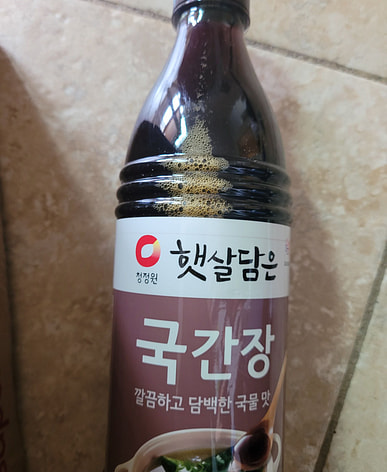 청정원
햇살담은
국간장
깔끔하고 담백한 국물 맛